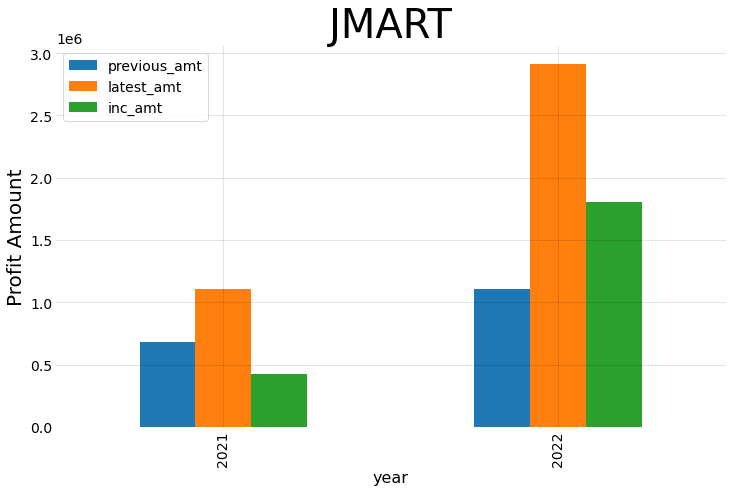 JMART
1e6
3.0
2.5
2.0
1.5
1.0
0.5
0.0
Profit Amount
previous_amt
latest_amt
inc_amt
2021
2022
year